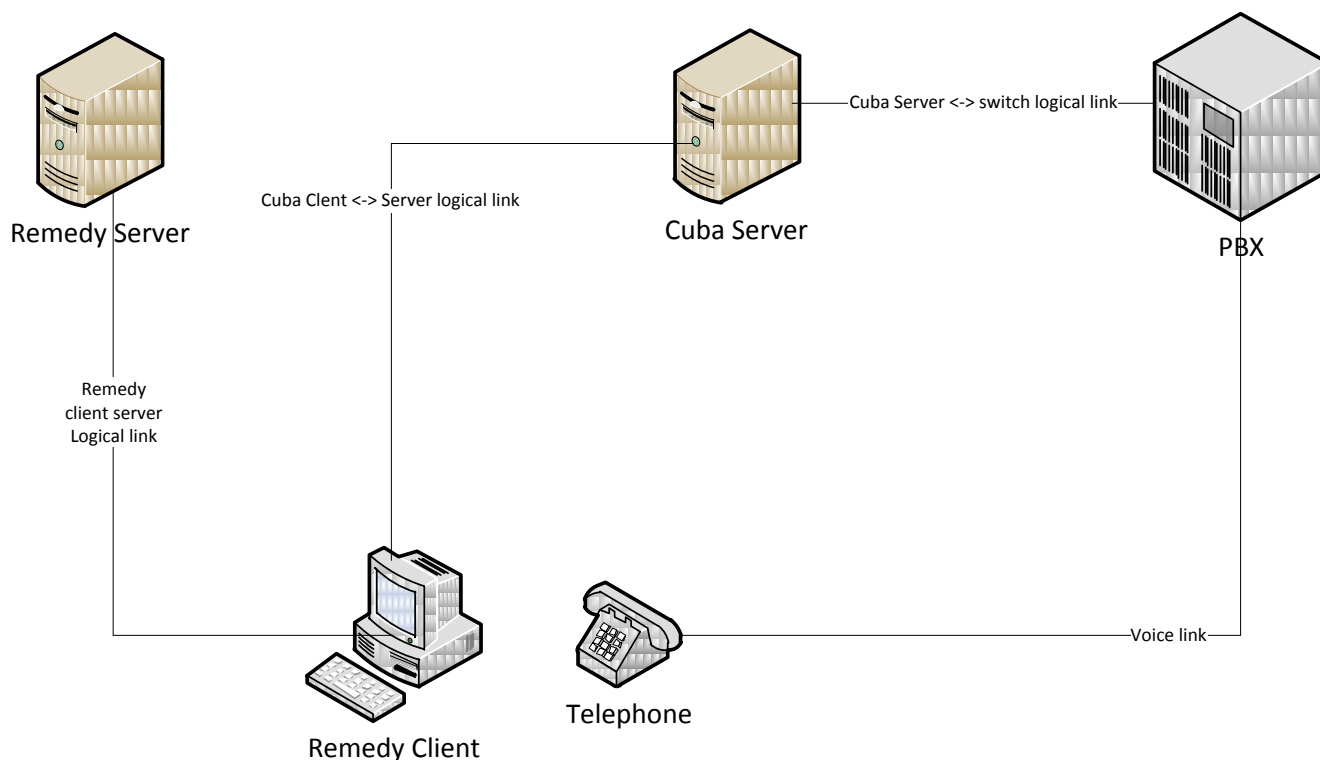 Cuba Server <-> switch logical link
Cuba Clent <-> Server logical link
Remedy Server
Cuba Server
PBX
Remedy
client server
Logical link
Voice link
Telephone
Remedy Client